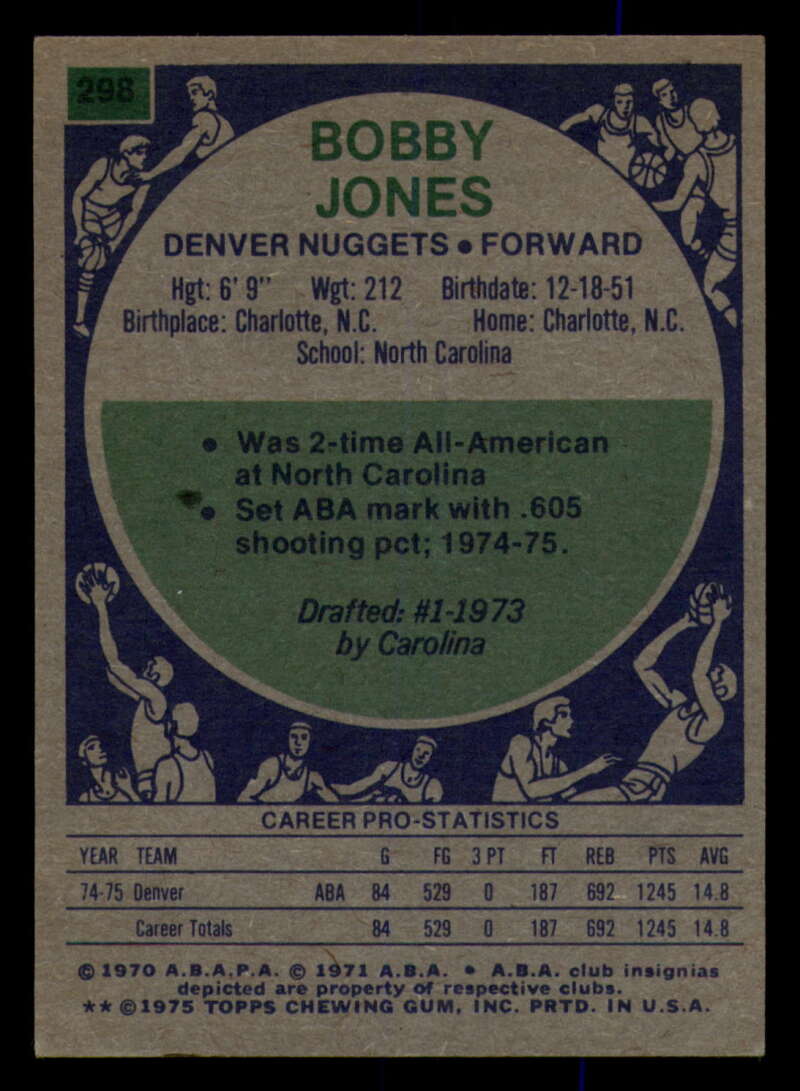 298
BOBBY
JONES
DENVER NUGGETS • FORWARD
Hgt: 6' 9" Wgt: 212 Birthdate: 12-18-51
Birthplace: Charlotte, N.C. Home: Charlotte, N.C.
School: North Carolina
• Was 2-time All-American
at North Carolina
• Set ABA mark with .605
shooting pct; 1974-75.
Drafted: #1-1973
by Carolina
CAREER PRO-STATISTICS
YEAR TEAM G FG 3 PT FT REB PTS AVG
74-75 Denver ABA 84 529 0 187 692 1245 14.8
Career Totals 84 529 0 187 692 1245 14.8
© 1970 A.B.A.P.A. © 1971 A.B.A. • A.B.A. club insignias
depicted are property of respective clubs.
** © 1975 TOPPS CHEWING GUM, INC. PRTD. IN U.S.A.